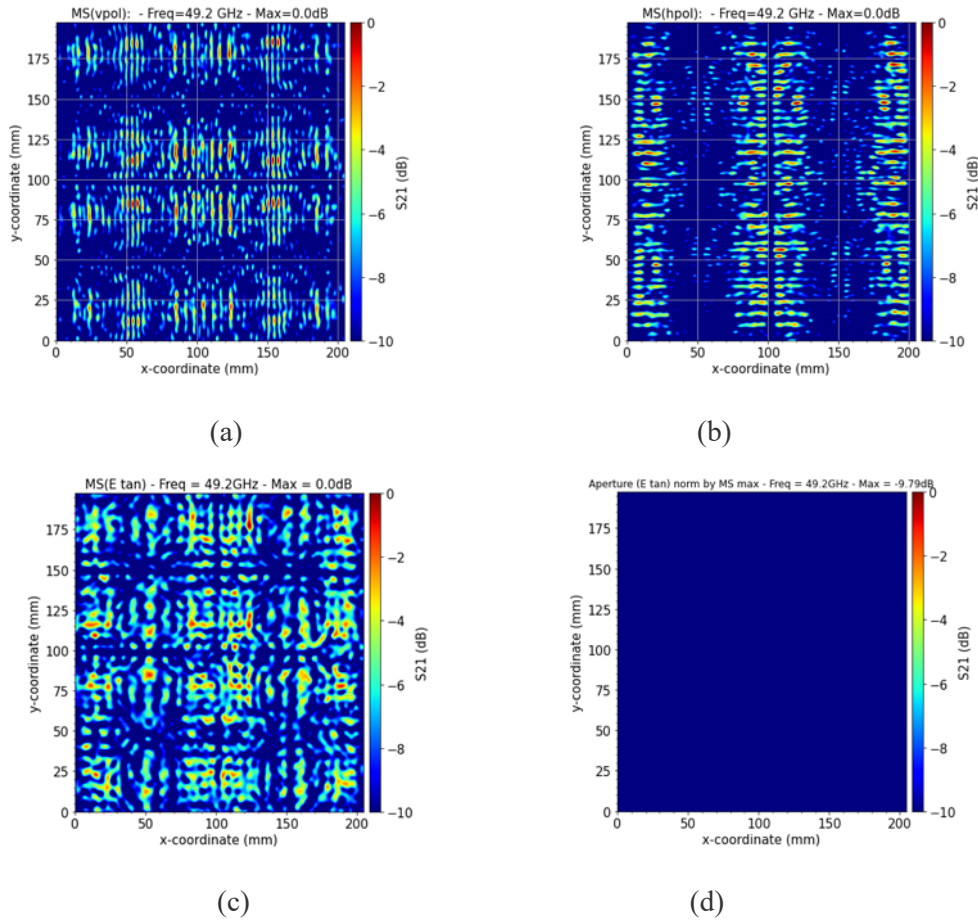 MS(vpol): - Freq=49.2 GHz - Max=0.0dB
y-coordinate (mm)
175
150
125
100
75
50
25
0
0 50 100 150 200
x-coordinate (mm)
0
−2
−4
−6
−8
−10
S21 (dB)
(a)
MS(hpol): - Freq=49.2 GHz - Max=0.0dB
y-coordinate (mm)
175
150
125
100
75
50
25
0
0 50 100 150 200
x-coordinate (mm)
0
−2
−4
−6
−8
−10
S21 (dB)
(b)
MS(E tan) - Freq = 49.2GHz - Max = 0.0dB
y-coordinate (mm)
175
150
125
100
75
50
25
0
0 50 100 150 200
x-coordinate (mm)
0
−2
−4
−6
−8
−10
S21 (dB)
(c)
Aperture (E tan) norm by MS max - Freq = 49.2GHz - Max = -9.79dB
y-coordinate (mm)
175
150
125
100
75
50
25
0
0 50 100 150 200
x-coordinate (mm)
0
−2
−4
−6
−8
−10
S21 (dB)
(d)